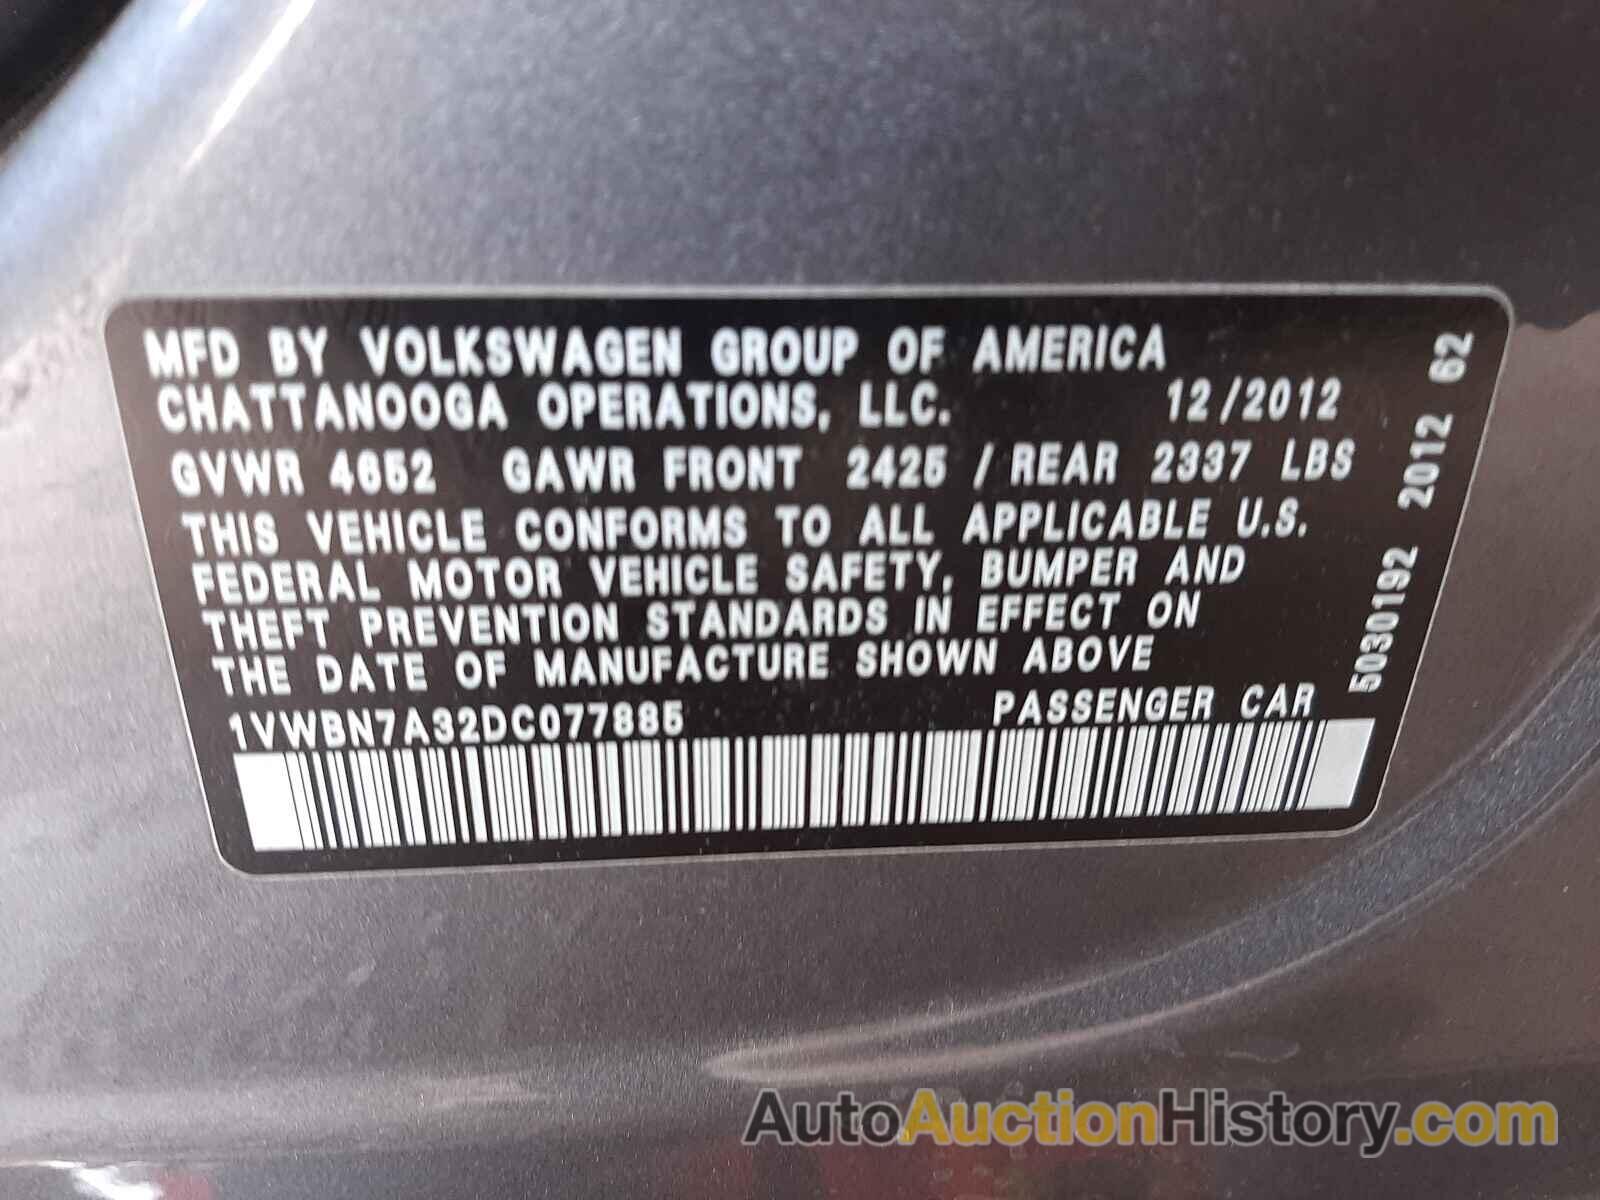 MFD BY VOLKSWAGEN GROUP OF AMERICA
CHATTANOOGA OPERATIONS, LLC. 12/2012
GVWR 4652 GAWR FRONT 2425 / REAR 2337 LBS
THIS VEHICLE CONFORMS TO ALL APPLICABLE U.S.
FEDERAL MOTOR VEHICLE SAFETY, BUMPER AND
THEFT PREVENTION STANDARDS IN EFFECT ON
THE DATE OF MANUFACTURE SHOWN ABOVE
1VWBN7A32DC077885 PASSENGER CAR
5030192 2012 62
AutoAuctionHistory.com